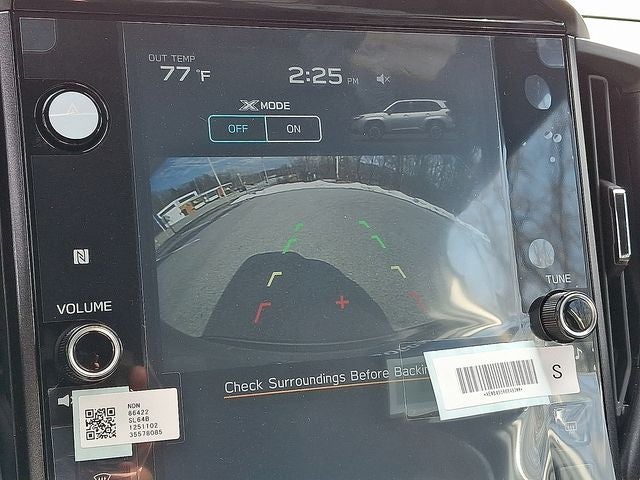 OUT TEMP
77 °F
2:25 PM
X MODE
OFF ON
N
VOLUME
TUNE
Check Surroundings Before Backin
S
NDN
86422
SL64B
1251102
35578085